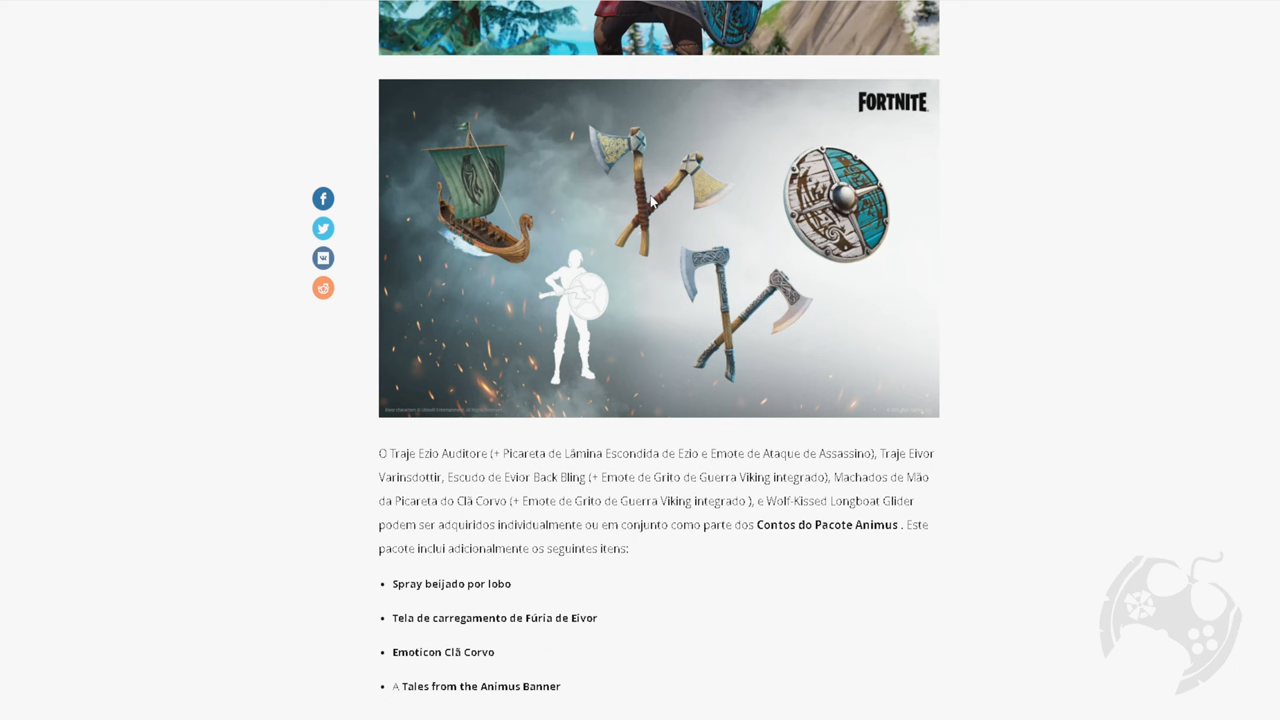 FORTNITE
O Traje Ezio Auditore (+ Picareta de Lâmina Escondida de Ezio e Emote de Ataque de Assassino), Traje Eivor
Varinsdottir, Escudo de Evior Back Bling (+ Emote de Grito de Guerra Viking integrado), Machados de Mão
da Picareta do Clã Corvo (+ Emote de Grito de Guerra Viking integrado ), e Wolf-Kissed Longboat Glider
podem ser adquiridos individualmente ou em conjunto como parte dos Contos do Pacote Animus . Este
pacote inclui adicionalmente os seguintes itens:
• Spray beijado por lobo
• Tela de carregamento de Fúria de Eivor
• Emoticon Clã Corvo
• A Tales from the Animus Banner